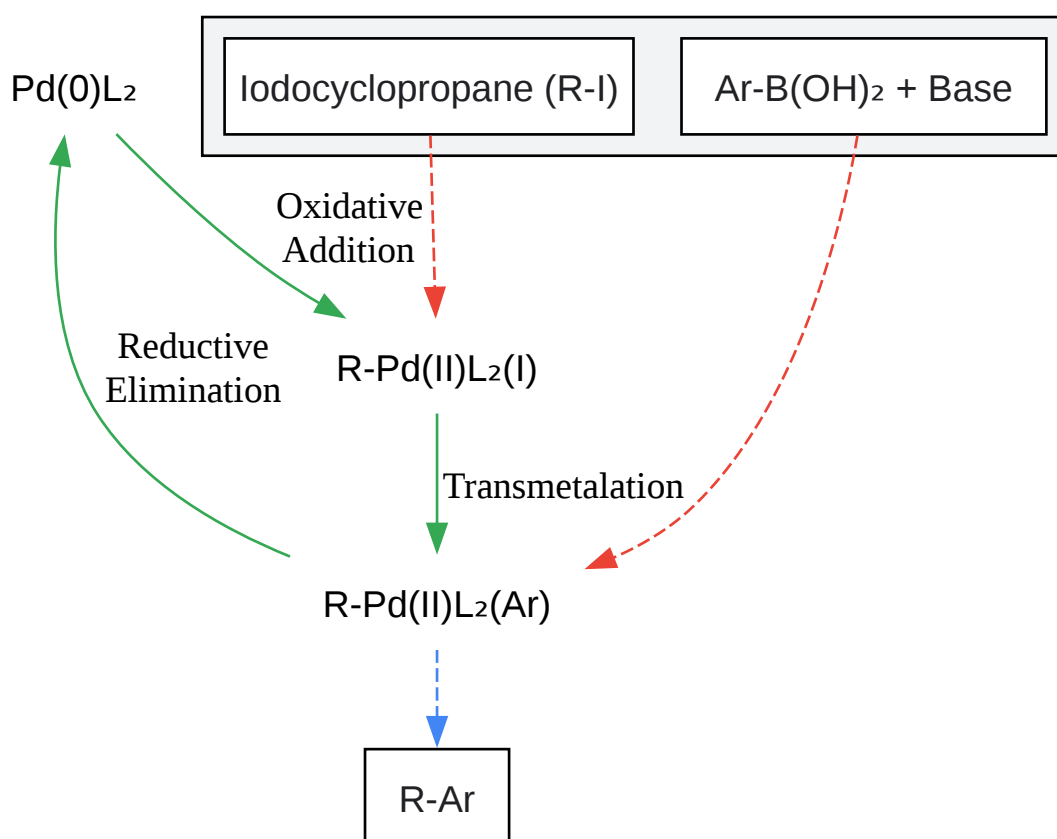 Pd(0)L₂
Iodocyclopropane (R-I)
Ar-B(OH)₂ + Base
Oxidative
Addition
Reductive
Elimination
R-Pd(II)L₂(I)
Transmetalation
R-Pd(II)L₂(Ar)
R-Ar